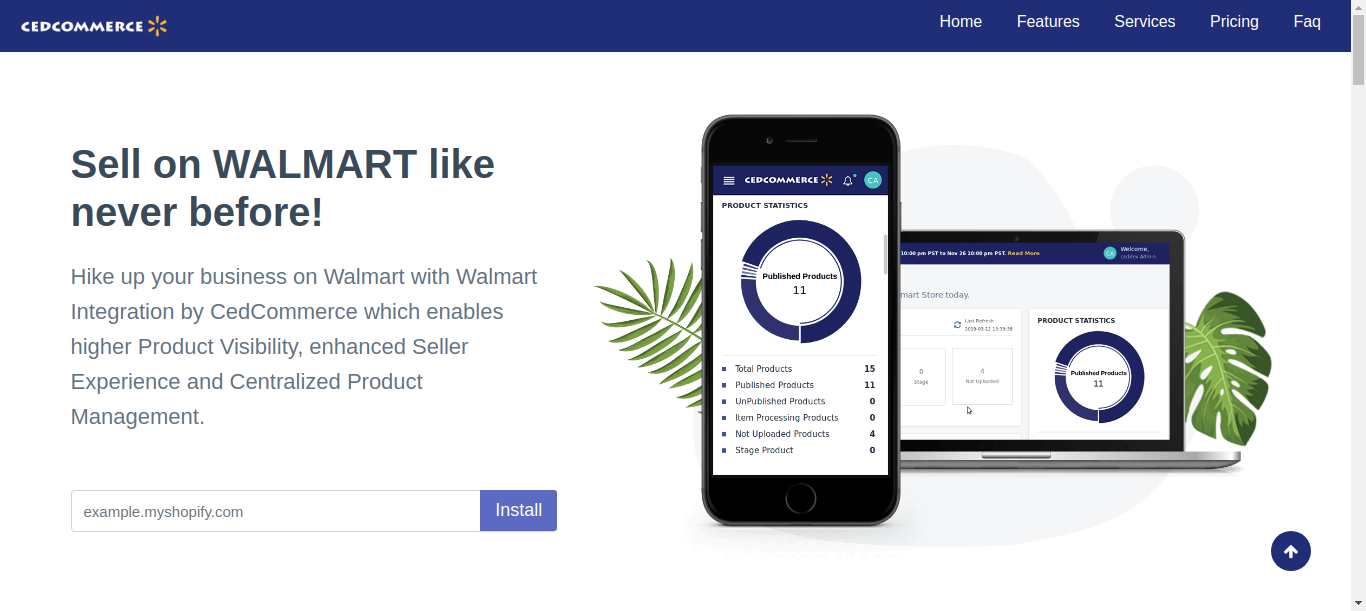 CEDCOMMERCE
Home
Features
Services
Pricing
Faq
Sell on WALMART like
never before!
Hike up your business on Walmart with Walmart
Integration by CedCommerce which enables
higher Product Visibility, enhanced Seller
Experience and Centralized Product
Management.
example.myshopify.com
Install
CEDCOMMERCE
CA
PRODUCT STATISTICS
Published Products
11
Total Products 15
Published Products 11
UnPublished Products 0
Item Processing Products 0
Not Uploaded Products 4
Stage Product 0
10:00 pm PST to Nov 26 10:00 pm PST. Read More
CA
Welcome,
ceddev Admin
mart Store today.
Last Refresh :
2019-03-12 15:39:38
0
Stage
4
Not Uploaded
PRODUCT STATISTICS
Published Products
11